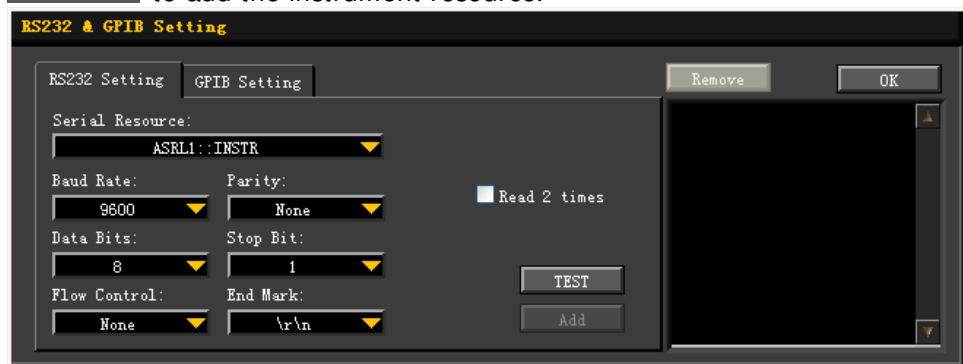 to add the instrument resource.
RS232 & GPIB Setting
RS232 Setting GPIB Setting Remove OK
Serial Resource:
ASRL1::INSTR
Baud Rate: Parity:
Read 2 times
9600 None
Data Bits: Stop Bit:
8 1
TEST
Flow Control: End Mark:
None \r\n
Add